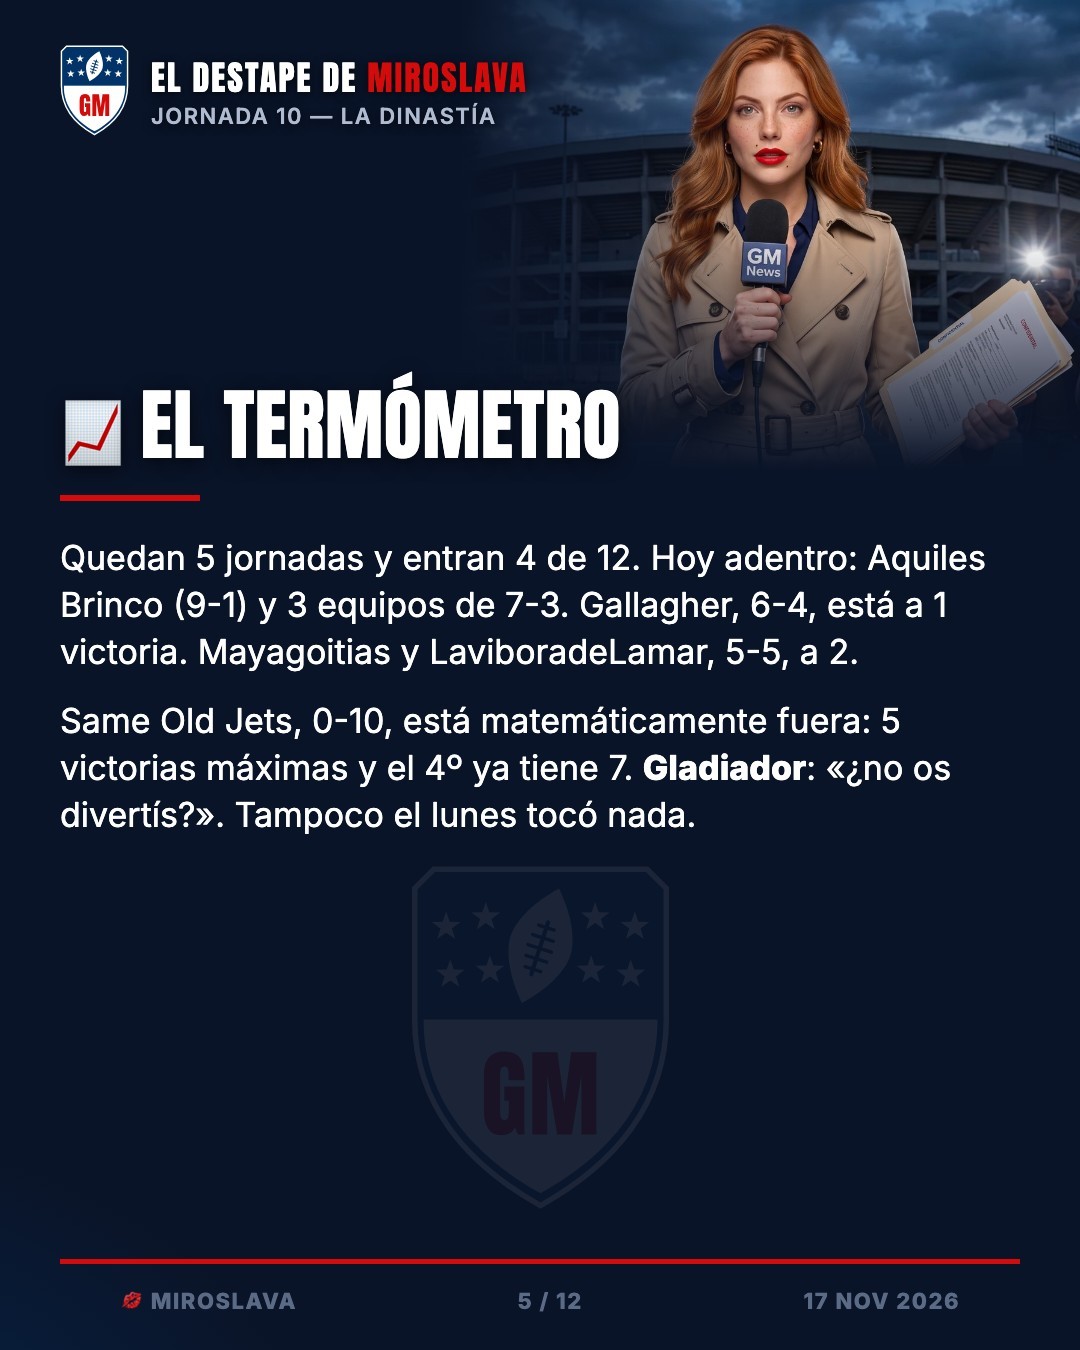 GM
EL DESTAPE DE MIROSLAVA
JORNADA 10 — LA DINASTÍA
GM
News
CONFIDENTIAL
CONFIDENTIAL
📈 EL TERMÓMETRO
Quedan 5 jornadas y entran 4 de 12. Hoy adentro: Aquiles
Brinco (9-1) y 3 equipos de 7-3. Gallagher, 6-4, está a 1
victoria. Mayagoitias y LaviboradeLamar, 5-5, a 2.
Same Old Jets, 0-10, está matemáticamente fuera: 5
victorias máximas y el 4º ya tiene 7. Gladiador: «¿no os
divertís?». Tampoco el lunes tocó nada.
GM
💋 MIROSLAVA
5 / 12
17 NOV 2026